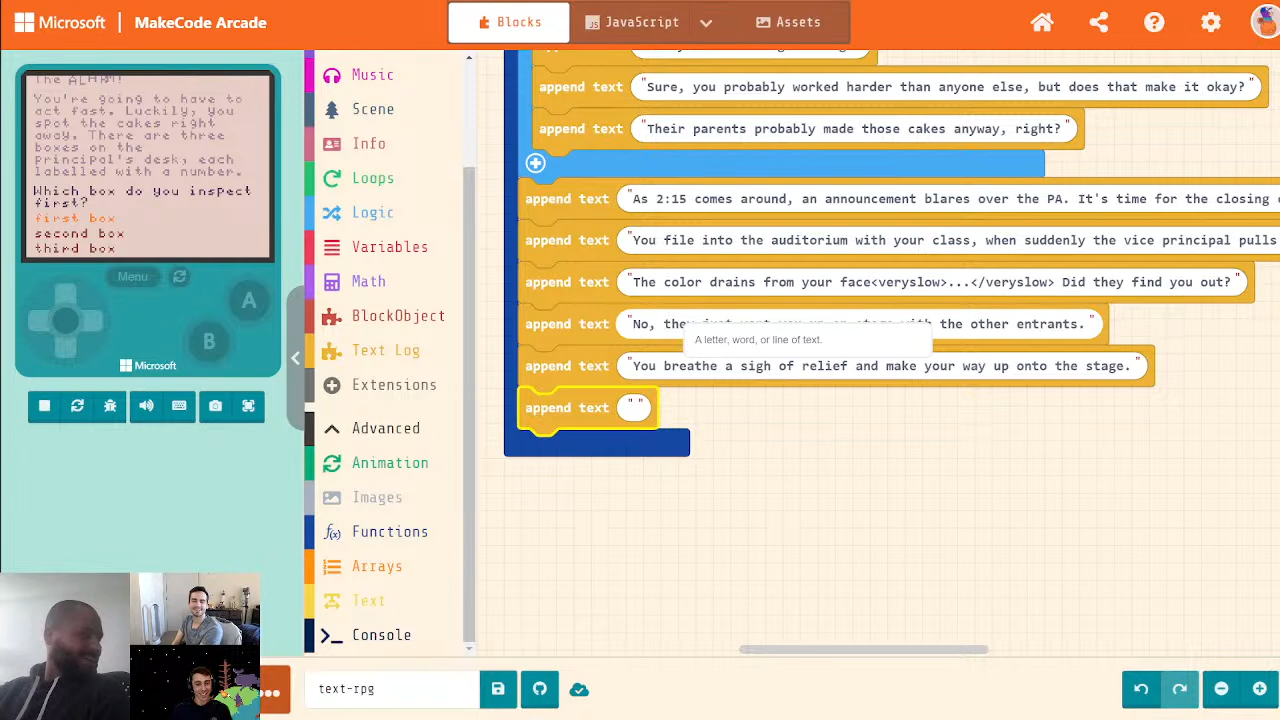 Microsoft
MakeCode Arcade
Blocks
JavaScript
Assets
The ALARM!
You're going to have to
act fast. Luckily, you
spot the cakes right
away. There are three
boxes on the
principal's desk, each
labelled with a number.
Which box do you inspect
first?
first box
second box
third box
Menu
A
B
Microsoft
Music
Scene
Info
Loops
Logic
Variables
Math
BlockObject
Text Log
Extensions
Advanced
Animation
Images
Functions
Arrays
Text
Console
append text "Sure, you probably worked harder than anyone else, but does that make it okay?"
append text "Their parents probably made those cakes anyway, right?"
append text "As 2:15 comes around, an announcement blares over the PA. It's time for the closing
append text "You file into the auditorium with your class, when suddenly the vice principal pulls
append text "The color drains from your face<veryslow>...</veryslow> Did they find you out?"
append text "No, they just want you up on stage with the other entrants."
A letter, word, or line of text.
append text "You breathe a sigh of relief and make your way up onto the stage."
append text " "
text-rpg